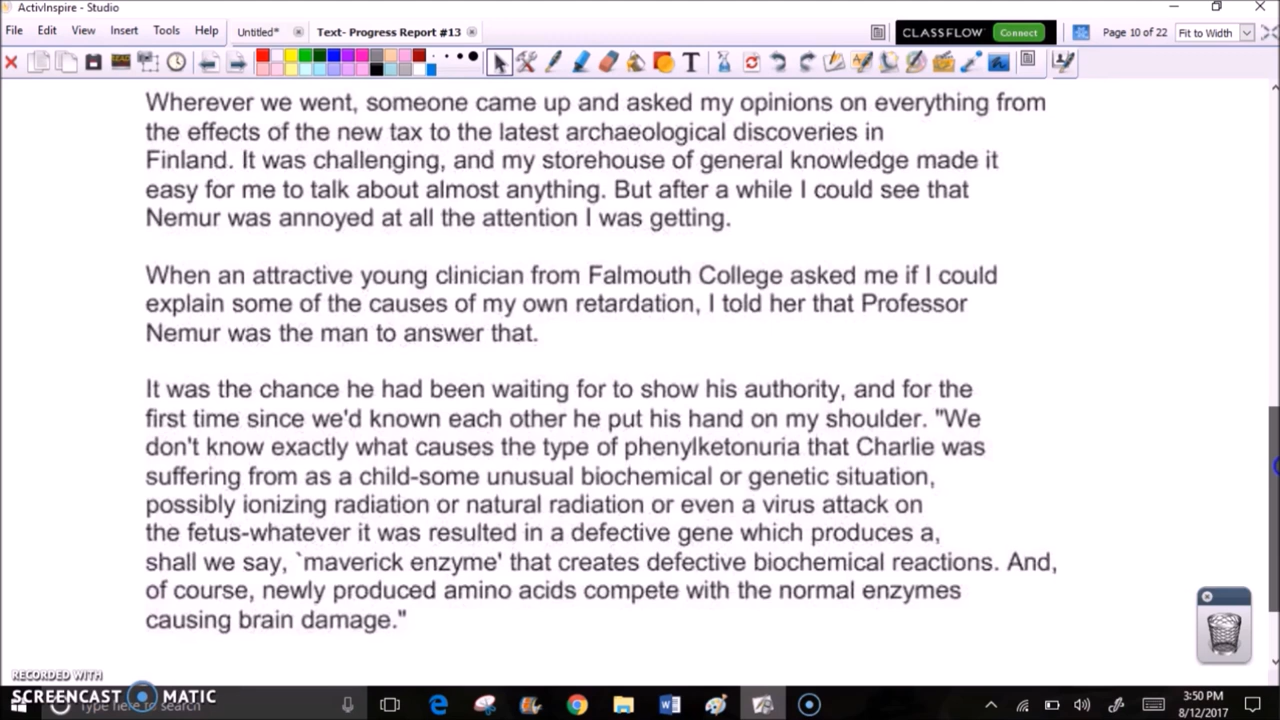 ActivInspire - Studio
File Edit View Insert Tools Help Untitled* Text- Progress Report #13 CLASSFLOW Connect Page 10 of 22 Fit to Width
Wherever we went, someone came up and asked my opinions on everything from
the effects of the new tax to the latest archaeological discoveries in
Finland. It was challenging, and my storehouse of general knowledge made it
easy for me to talk about almost anything. But after a while I could see that
Nemur was annoyed at all the attention I was getting.
When an attractive young clinician from Falmouth College asked me if I could
explain some of the causes of my own retardation, I told her that Professor
Nemur was the man to answer that.
It was the chance he had been waiting for to show his authority, and for the
first time since we'd known each other he put his hand on my shoulder. "We
don't know exactly what causes the type of phenylketonuria that Charlie was
suffering from as a child-some unusual biochemical or genetic situation,
possibly ionizing radiation or natural radiation or even a virus attack on
the fetus-whatever it was resulted in a defective gene which produces a,
shall we say, `maverick enzyme' that creates defective biochemical reactions. And,
of course, newly produced amino acids compete with the normal enzymes
causing brain damage."
RECORDED WITH
SCREENCAST MATIC
Type here to search
3:50 PM
8/12/2017